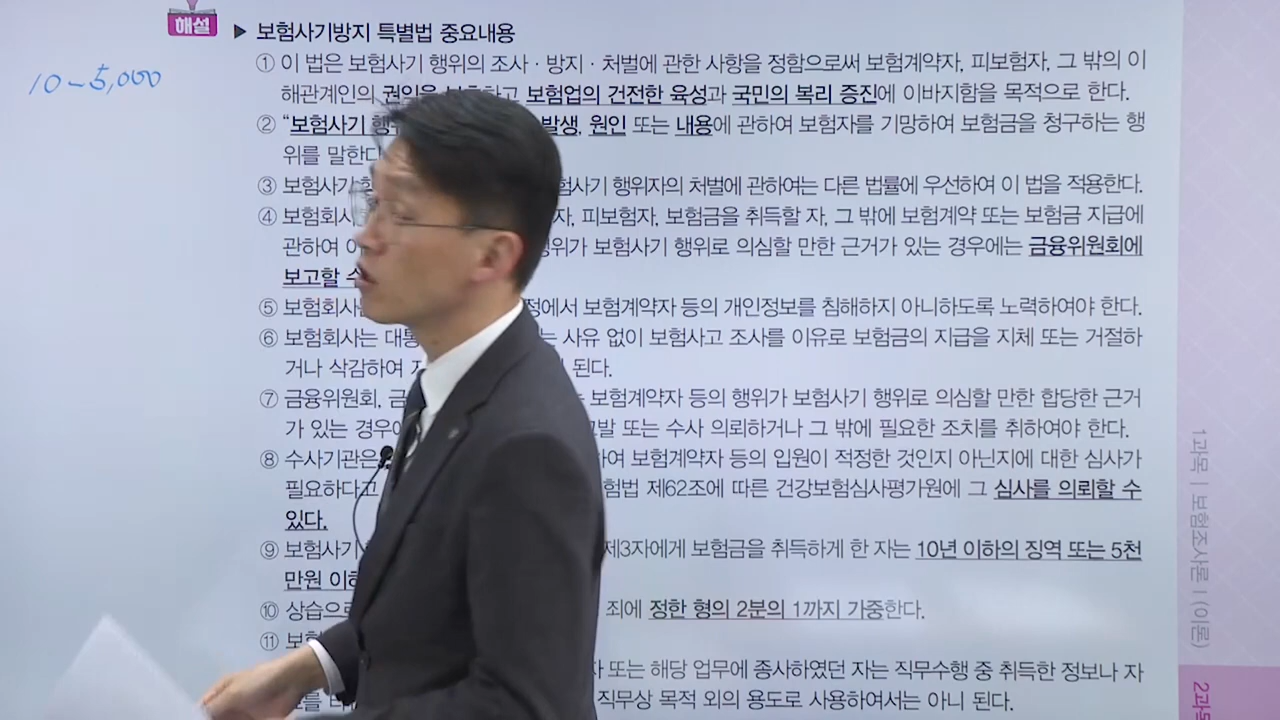 해설
▶ 보험사기방지 특별법 중요내용
10-5,000
① 이 법은 보험사기 행위의 조사·방지·처벌에 관한 사항을 정함으로써 보험계약자, 피보험자, 그 밖의 이
해관계인의 권익을 보호하고 보험업의 건전한 육성과 국민의 복리 증진에 이바지함을 목적으로 한다.
② “보험사기 행 발생, 원인 또는 내용에 관하여 보험자를 기망하여 보험금을 청구하는 행
위를 말한다
③ 보험사기 험사기 행위자의 처벌에 관하여는 다른 법률에 우선하여 이 법을 적용한다.
④ 보험회사 자, 피보험자, 보험금을 취득할 자, 그 밖에 보험계약 또는 보험금 지급에
관하여 행위가 보험사기 행위로 의심할 만한 근거가 있는 경우에는 금융위원회에
보고할 수
⑤ 보험회사는 정에서 보험계약자 등의 개인정보를 침해하지 아니하도록 노력하여야 한다.
⑥ 보험회사는 대통 는 사유 없이 보험사고 조사를 이유로 보험금의 지급을 지체 또는 거절하
거나 삭감하여 된다.
⑦ 금융위원회, 금 는 보험계약자 등의 행위가 보험사기 행위로 의심할 만한 합당한 근거
가 있는 경우에 고발 또는 수사 의뢰하거나 그 밖에 필요한 조치를 취하여야 한다.
⑧ 수사기관은 하여 보험계약자 등의 입원이 적정한 것인지 아닌지에 대한 심사가
필요하다고 험법 제62조에 따른 건강보험심사평가원에 그 심사를 의뢰할 수
있다.
⑨ 보험사기 제3자에게 보험금을 취득하게 한 자는 10년 이하의 징역 또는 5천
만원 이하
⑩ 상습으로 죄에 정한 형의 2분의 1까지 가중한다.
⑪ 보험
자 또는 해당 업무에 종사하였던 자는 직무수행 중 취득한 정보나 자
직무상 목적 외의 용도로 사용하여서는 아니 된다.
1과목 | 보험조사론 I (이론)
2과목